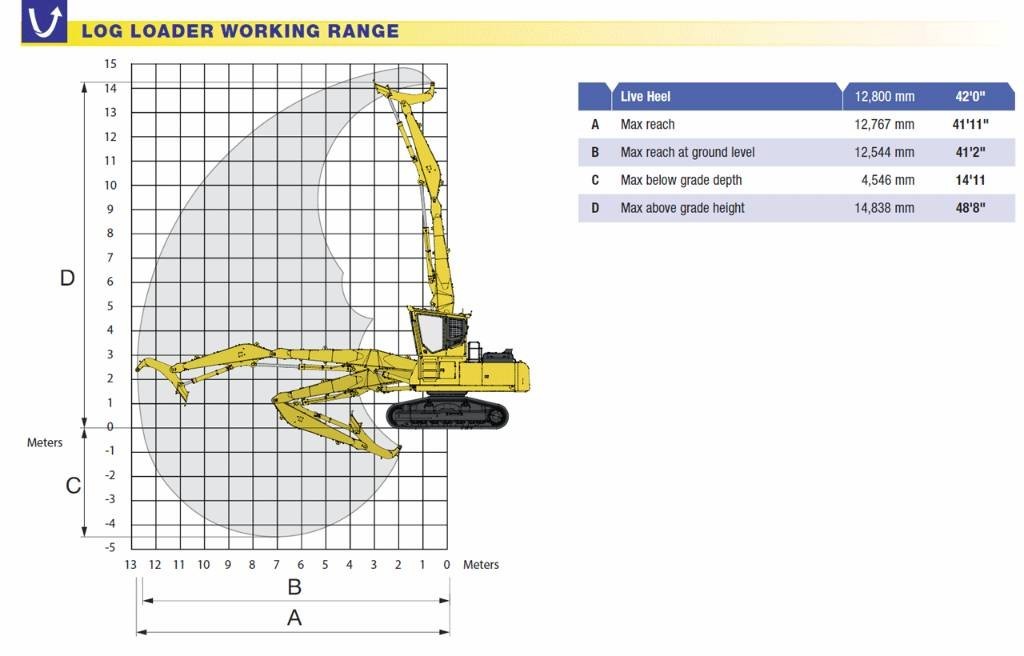 LOG LOADER WORKING RANGE
Live Heel 12,800 mm 42'0"
A Max reach 12,767 mm 41'11"
B Max reach at ground level 12,544 mm 41'2"
C Max below grade depth 4,546 mm 14'11
D Max above grade height 14,838 mm 48'8"
15
14
13
12
11
10
9
8
7
D
6
5
4
3
2
1
0
Meters
-1
-2
C
-3
-4
-5
13 12 11 10 9 8 7 6 5 4 3 2 1 0 Meters
B
A